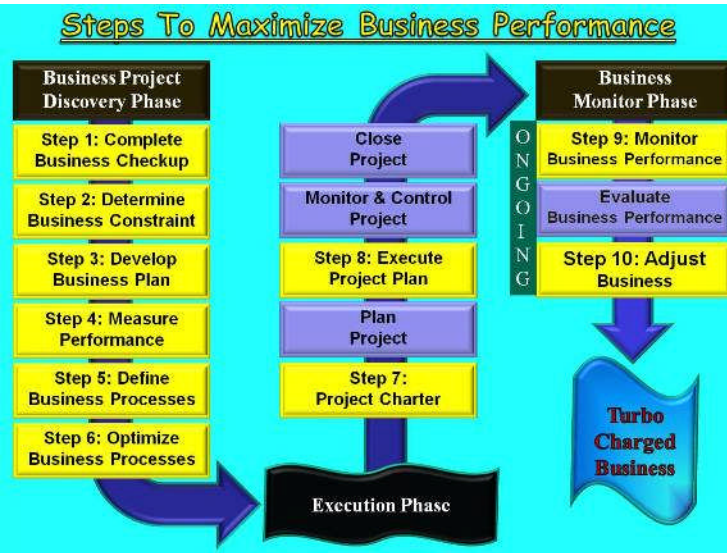 Steps To Maximize Business Performance
Business Project
Discovery Phase
Step 1: Complete
Business Checkup
Step 2: Determine
Business Constraint
Step 3: Develop
Business Plan
Step 4: Measure
Performance
Step 5: Define
Business Processes
Step 6: Optimize
Business Processes
Execution Phase
Close
Project
Monitor & Control
Project
Step 8: Execute
Project Plan
Plan
Project
Step 7:
Project Charter
Business
Monitor Phase
ONGOING
Step 9: Monitor
Business Performance
Evaluate
Business Performance
Step 10: Adjust
Business
Turbo
Charged
Business